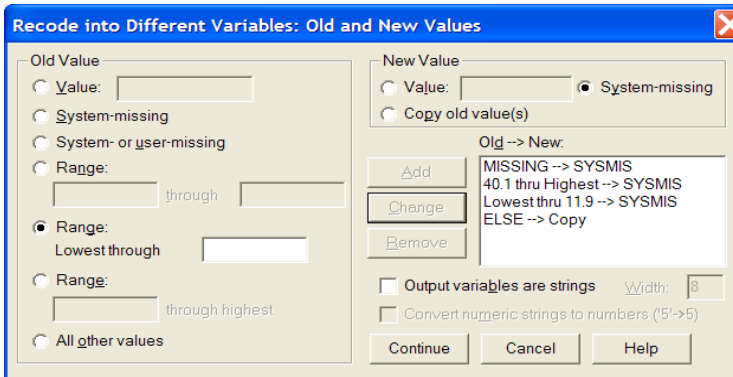 Recode into Different Variables: Old and New Values
Old Value
Value:
System-missing
System- or user-missing
Range:
through
Range:
Lowest through
Range:
through highest
All other values
New Value
Value:
System-missing
Copy old value(s)
Old --> New:
Add
Change
Remove
MISSING --> SYSMIS
40.1 thru Highest --> SYSMIS
Lowest thru 11.9 --> SYSMIS
ELSE --> Copy
Output variables are strings
Width: 8
Convert numeric strings to numbers ('5'->5)
Continue
Cancel
Help